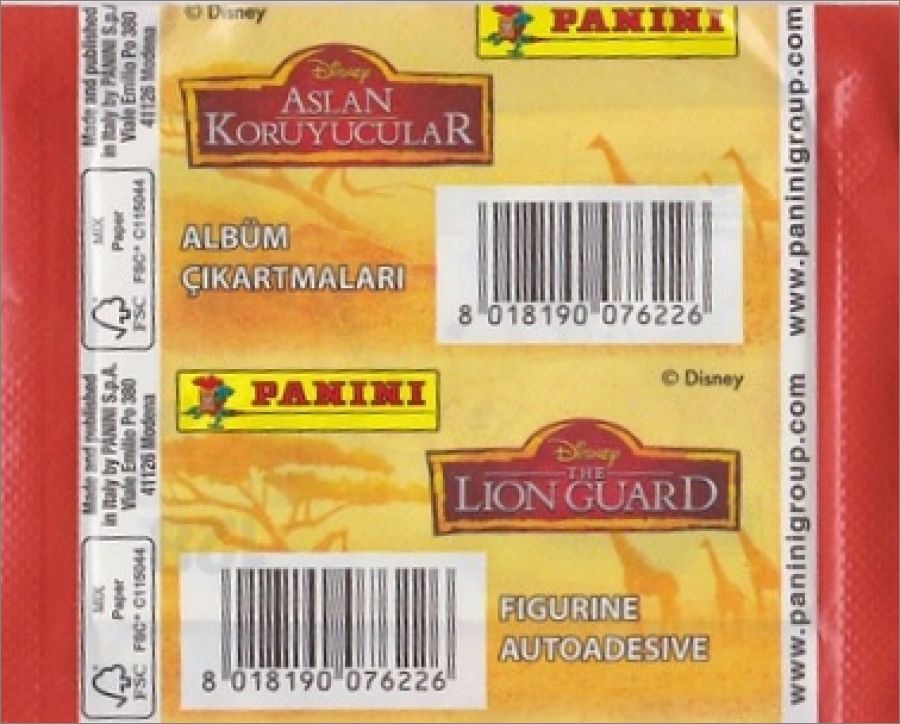 © Disney
PANINI
Disney
ASLAN
KORUYUCULAR
ALBÜM
ÇIKARTMALARI
8 018190 076226
Made and published
in Italy by PANINI S.p.
Viale Emilio Po 380
41126 Modena
MIX
Paper
FSC® C115044
FSC
www.paninigroup.com
PANINI
© Disney
Disney
THE
LION GUARD
8 018190 076226
FIGURINE
AUTOADESIVE
Made and published
in Italy by PANINI S.p.A.
Viale Emilio Po 380
41126 Modena
MIX
Paper
FSC® C115044
FSC
www.paninigroup.com